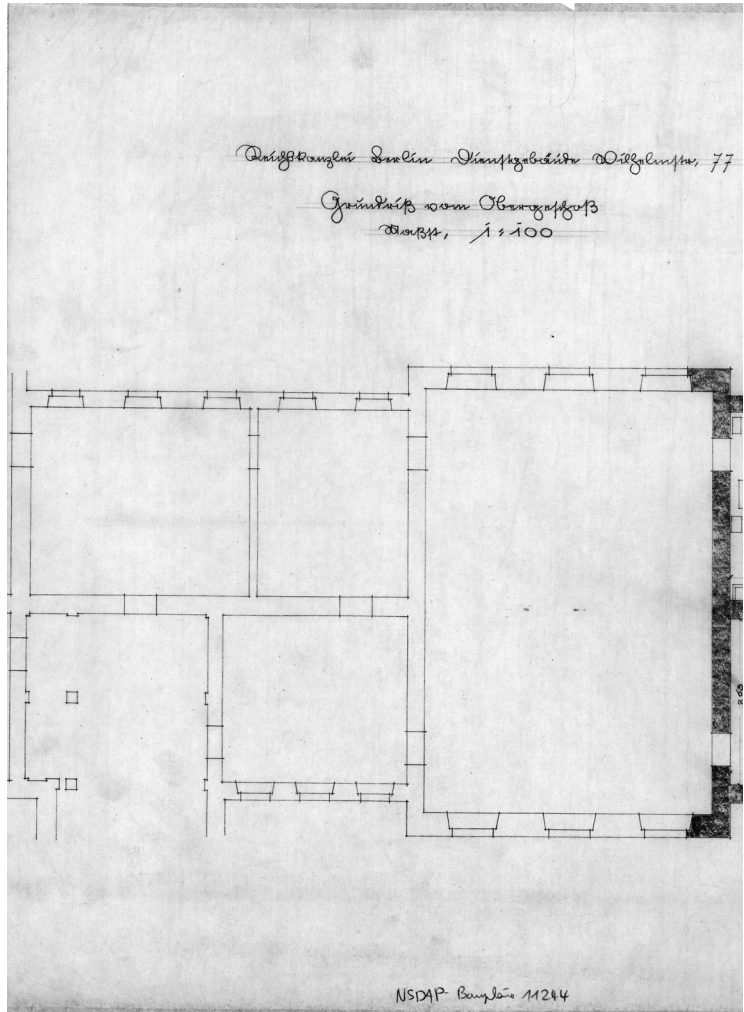 Reichskanzlei Berlin Dienstgebäude Wilhelmstr. 77
Grundriß vom Obergeschoß
Maßst. 1:100
NSDAP-Baupläne 11244